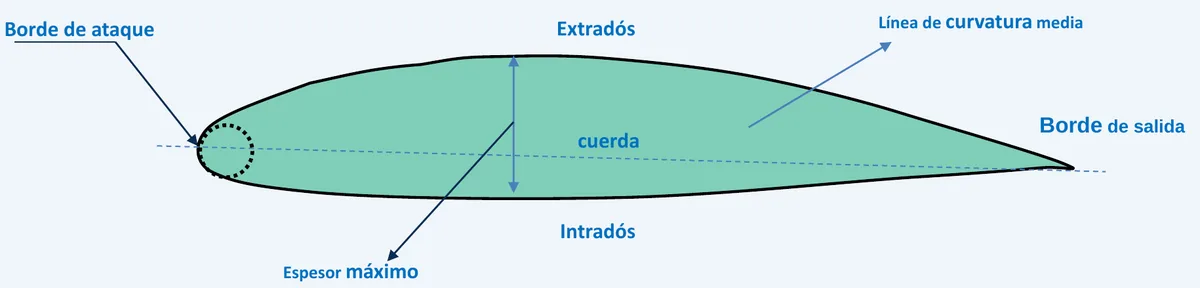 Borde de ataque
Extradós
Línea de curvatura media
Borde de salida
cuerda
Intradós
Espesor máximo